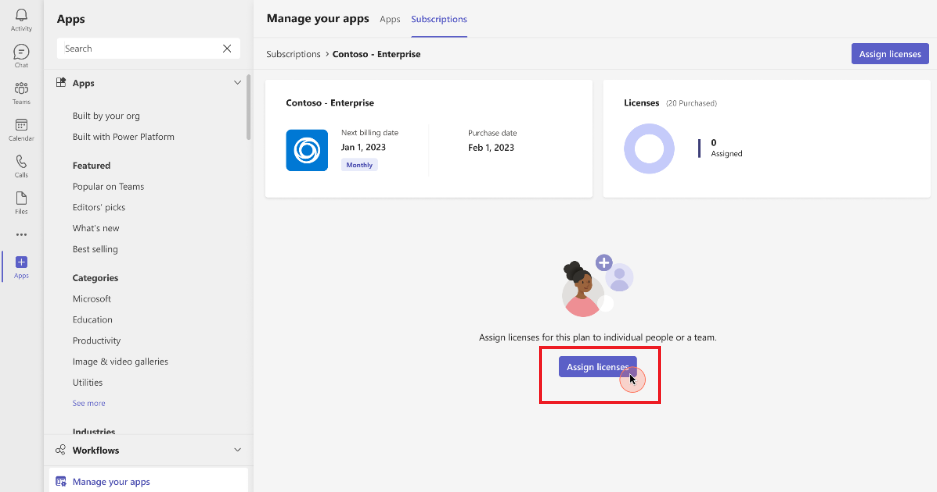 Activity
Chat
Teams
Calendar
Calls
Files
Apps
Apps
Search
Apps
Built by your org
Built with Power Platform
Featured
Popular on Teams
Editors' picks
What's new
Best selling
Categories
Microsoft
Education
Productivity
Image & video galleries
Utilities
See more
Industries
Workflows
Manage your apps
Manage your apps Apps Subscriptions
Subscriptions > Contoso - Enterprise
Assign licenses
Contoso - Enterprise
Next billing date
Jan 1, 2023
Monthly
Purchase date
Feb 1, 2023
Licenses (20 Purchased)
0
Assigned
Assign licenses for this plan to individual people or a team.
Assign licenses